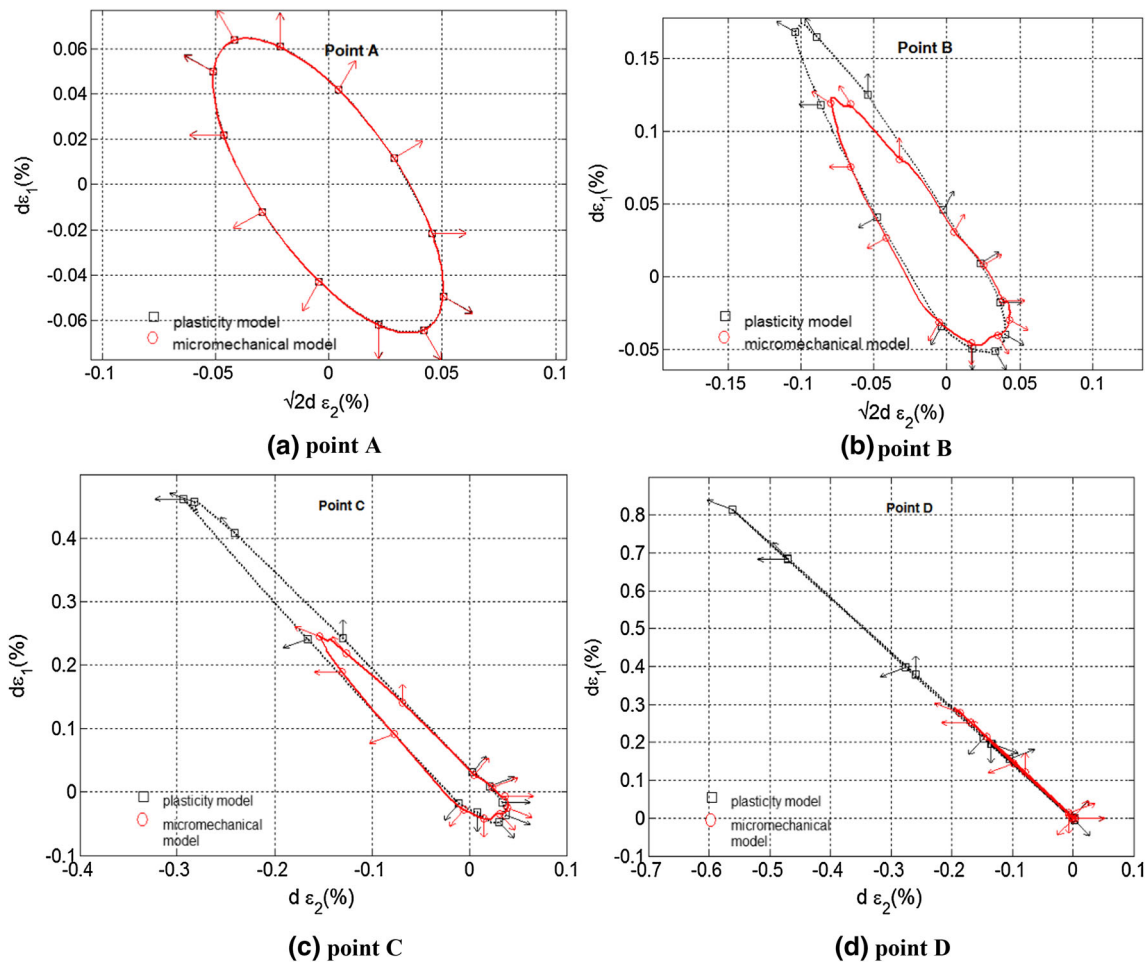 Point A
dε1(%)
0.06
0.04
0.02
0
-0.02
-0.04
-0.06
plasticity model
micromechanical model
-0.1
-0.05
0
0.05
0.1
√2d ε2(%)
(a) point A
Point B
dε1(%)
0.15
0.1
0.05
0
-0.05
plasticity model
micromechanical model
-0.15
-0.1
-0.05
0
0.05
0.1
√2d ε2(%)
(b) point B
Point C
dε1(%)
0.4
0.3
0.2
0.1
0
-0.1
plasticity model
micromechanical
model
-0.3
-0.2
-0.1
0
0.1
d ε2(%)
(c) point C
Point D
dε1(%)
0.8
0.7
0.6
0.5
0.4
0.3
0.2
0.1
0
-0.1
plasticity model
micromechanical
model
-0.7
-0.6
-0.5
-0.4
-0.3
-0.2
-0.1
0
0.1
d ε2(%)
(d) point D